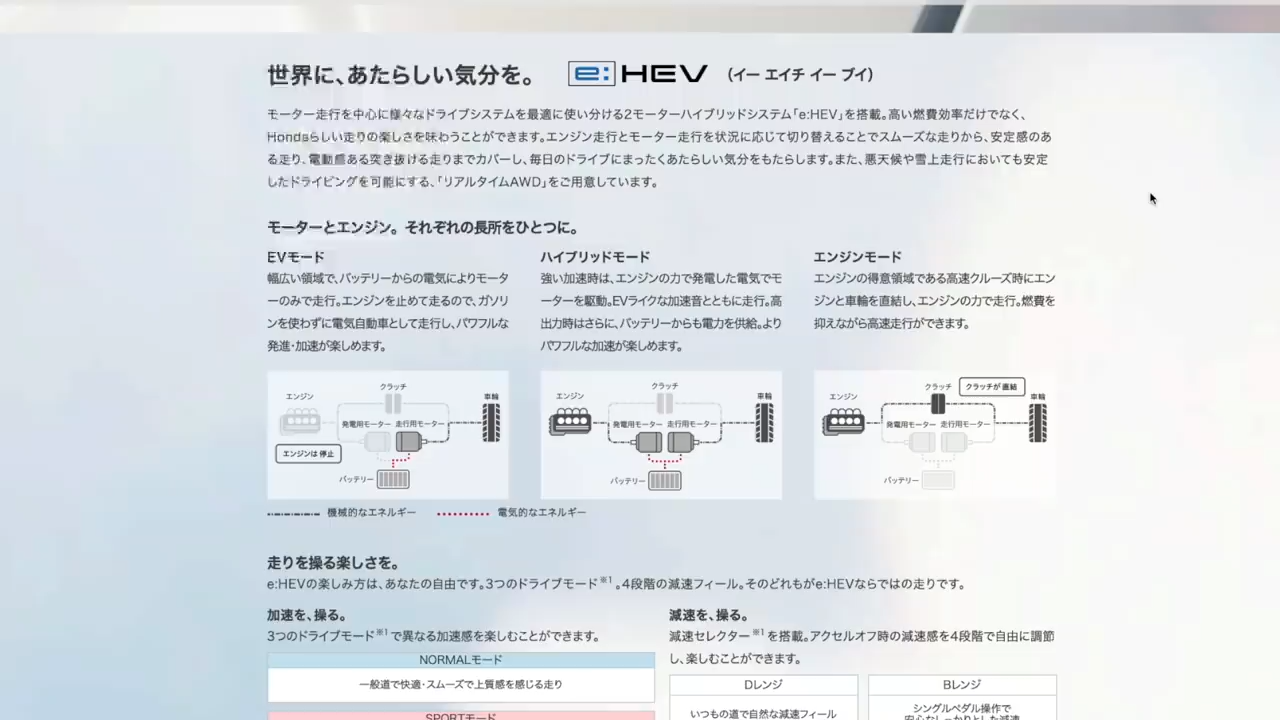 世界に、あたらしい気分を。 e:HEV （イー エイチ イー ブイ）
モーター走行を中心に様々なドライブシステムを最適に使い分ける2モーターハイブリッドシステム「e:HEV」を搭載。高い燃費効率だけでなく、
Hondaらしい走りの楽しさを味わうことができます。エンジン走行とモーター走行を状況に応じて切り替えることでスムーズな走りから、安定感のあ
る走り、電動感ある突き抜ける走りまでカバーし、毎日のドライブにまったくあたらしい気分をもたらします。また、悪天候や雪上走行においても安定
したドライビングを可能にする、「リアルタイムAWD」をご用意しています。
モーターとエンジン。それぞれの長所をひとつに。
EVモード
幅広い領域で、バッテリーからの電気によりモータ
ーのみで走行。エンジンを止めて走るので、ガソリ
ンを使わずに電気自動車として走行し、パワフルな
発進・加速が楽しめます。
ハイブリッドモード
強い加速時は、エンジンの力で発電した電気でモ
ーターを駆動。EVライクな加速音とともに走行。高
出力時はさらに、バッテリーからも電力を供給。より
パワフルな加速が楽しめます。
エンジンモード
エンジンの得意領域である高速クルーズ時にエン
ジンと車輪を直結し、エンジンの力で走行。燃費を
抑えながら高速走行ができます。
クラッチ
エンジン
車輪
発電用モーター 走行用モーター
エンジンは停止
バッテリー
クラッチ
エンジン
車輪
発電用モーター 走行用モーター
バッテリー
クラッチ クラッチが直結
エンジン
車輪
発電用モーター 走行用モーター
バッテリー
機械的なエネルギー 電気的なエネルギー
走りを操る楽しさを。
e:HEVの楽しみ方は、あなたの自由です。3つのドライブモード※1。4段階の減速フィール。そのどれもがe:HEVならではの走りです。
加速を、操る。
3つのドライブモード※1で異なる加速感を楽しむことができます。
NORMALモード
一般道で快適・スムーズで上質感を感じる走り
SPORTモード
減速を、操る。
減速セレクター※1を搭載。アクセルオフ時の減速感を4段階で自由に調節
し、楽しむことができます。
Dレンジ
いつもの道で自然な減速フィール
Bレンジ
シングルペダル操作で
安心なしっかりとした減速